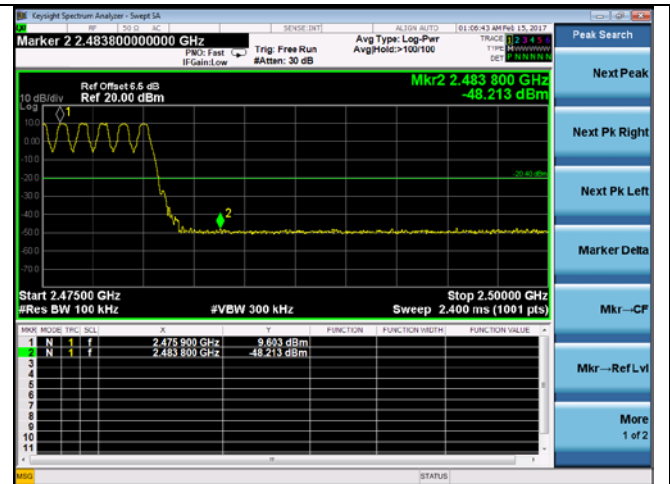 Keysight Spectrum Analyzer - Swept SA
RF 50 Ω AC SENSE:INT ALIGN AUTO 01:06:43 AM Feb 15, 2017
Marker 2 2.483800000000 GHz
PNO: Fast
IFGain:Low
Trig: Free Run
#Atten: 30 dB
Avg Type: Log-Pwr
Avg|Hold:>100/100
TRACE 1 2 3 4 5 6
TYPE MWWWWW
DET P N N N N N
Peak Search
Next Peak
Next Pk Right
Next Pk Left
Marker Delta
Mkr→CF
Mkr→RefLvl
More
1 of 2
Mkr2 2.483 800 GHz
-48.213 dBm
Ref Offset 6.5 dB
10 dB/div Ref 20.00 dBm
Log
1
10.0
0.00
-10.0
-20.0
-20.40 dBm
-30.0
-40.0
2
-50.0
-60.0
-70.0
Start 2.47500 GHz Stop 2.50000 GHz
#Res BW 100 kHz #VBW 300 kHz Sweep 2.400 ms (1001 pts)
MKR MODE TRC SCL X Y FUNCTION FUNCTION WIDTH FUNCTION VALUE
1 N 1 f 2.475 900 GHz 9.603 dBm
2 N 1 f 2.483 800 GHz -48.213 dBm
3
4
5
6
7
8
9
10
11
MSG STATUS